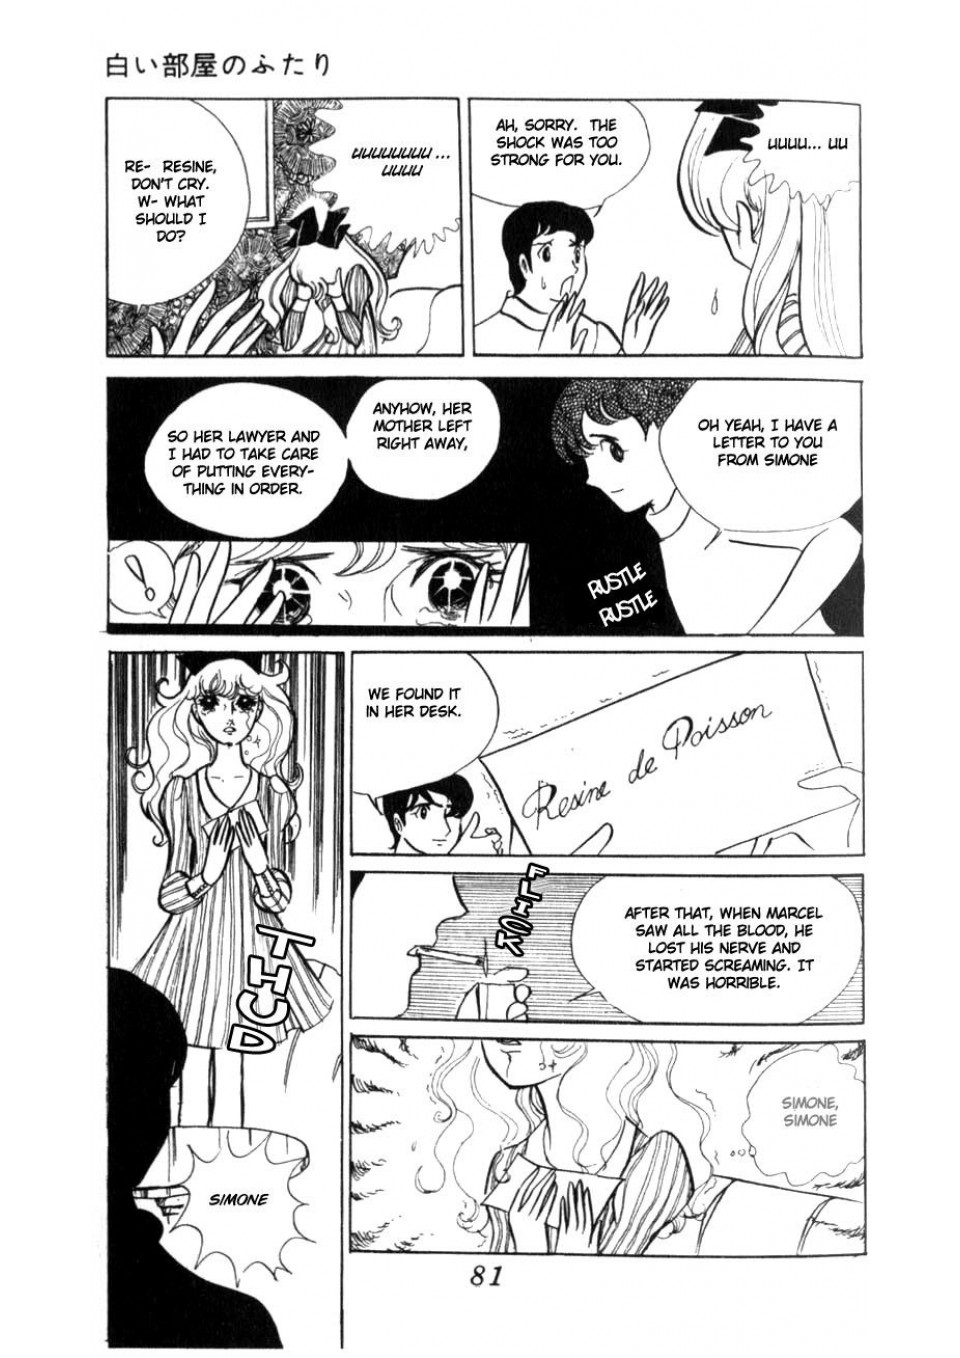 白い部屋のふたり
AH, SORRY. THE
SHOCK WAS TOO
STRONG FOR YOU.
UUUU... UU
UUUUUUUU ...
UUUU
RE- RESINE,
DON'T CRY.
W- WHAT
SHOULD I
DO?
OH YEAH, I HAVE A
LETTER TO YOU
FROM SIMONE
ANYHOW, HER
MOTHER LEFT
RIGHT AWAY,
SO HER LAWYER AND
I HAD TO TAKE CARE
OF PUTTING EVERY-
THING IN ORDER.
RUSTLE
RUSTLE
!
WE FOUND IT
IN HER DESK.
Resine de Poisson
THUD
SIMONE
FLICK
AFTER THAT, WHEN MARCEL
SAW ALL THE BLOOD, HE
LOST HIS NERVE AND
STARTED SCREAMING. IT
WAS HORRIBLE.
SIMONE,
SIMONE
81